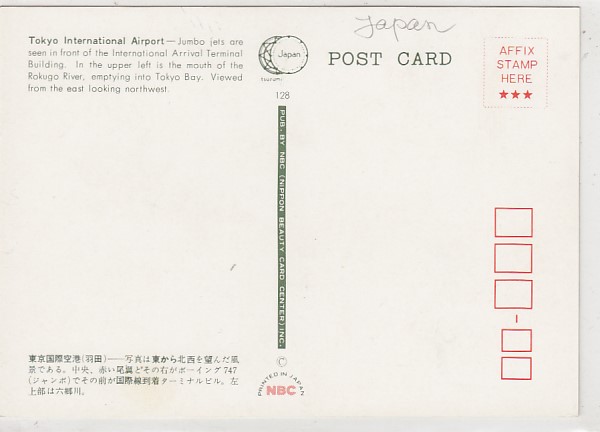 Tokyo International Airport—Jumbo jets are
seen in front of the International Arrival Terminal
Building. In the upper left is the mouth of the
Rokugo River, emptying into Tokyo Bay. Viewed
from the east looking northwest.
Japan
tsurumi
128
Japan
POST CARD
AFFIX
STAMP
HERE
★★★
PUB. BY NBC (NIPPON BEAUTY CARD CENTER) INC.
東京国際空港(羽田)——写真は東から北西を望んだ風
景である。中央、赤い尾翼とその右がボーイング747
(ジャンボ)でその前が国際線到着ターミナルビル。左
上部は六郷川。
©
PRINTED IN JAPAN
NBC